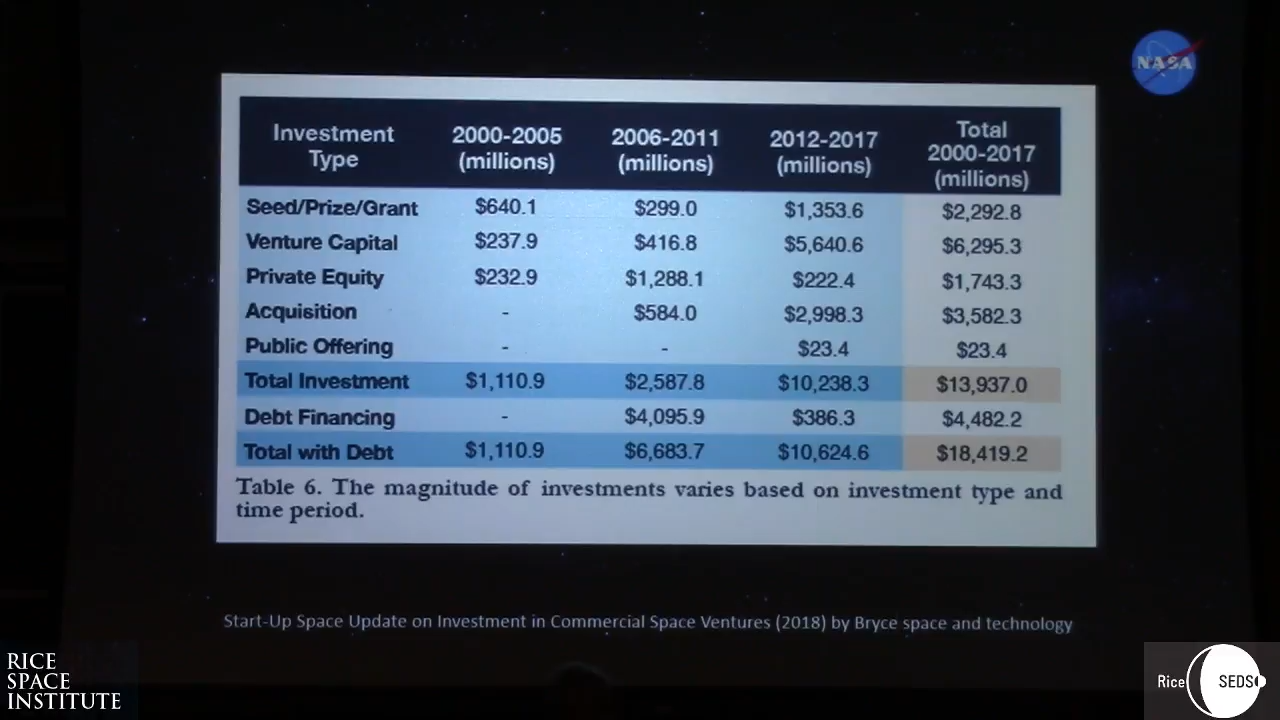 NASA
Investment Type 2000-2005 (millions) 2006-2011 (millions) 2012-2017 (millions) Total 2000-2017 (millions)
Seed/Prize/Grant $640.1 $299.0 $1,353.6 $2,292.8
Venture Capital $237.9 $416.8 $5,640.6 $6,295.3
Private Equity $232.9 $1,288.1 $222.4 $1,743.3
Acquisition - $584.0 $2,998.3 $3,582.3
Public Offering - - $23.4 $23.4
Total Investment $1,110.9 $2,587.8 $10,238.3 $13,937.0
Debt Financing - $4,095.9 $386.3 $4,482.2
Total with Debt $1,110.9 $6,683.7 $10,624.6 $18,419.2
Table 6. The magnitude of investments varies based on investment type and
time period.
Start-Up Space Update on Investment in Commercial Space Ventures (2018) by Bryce space and technology
RICE
SPACE
INSTITUTE
Rice SEDS